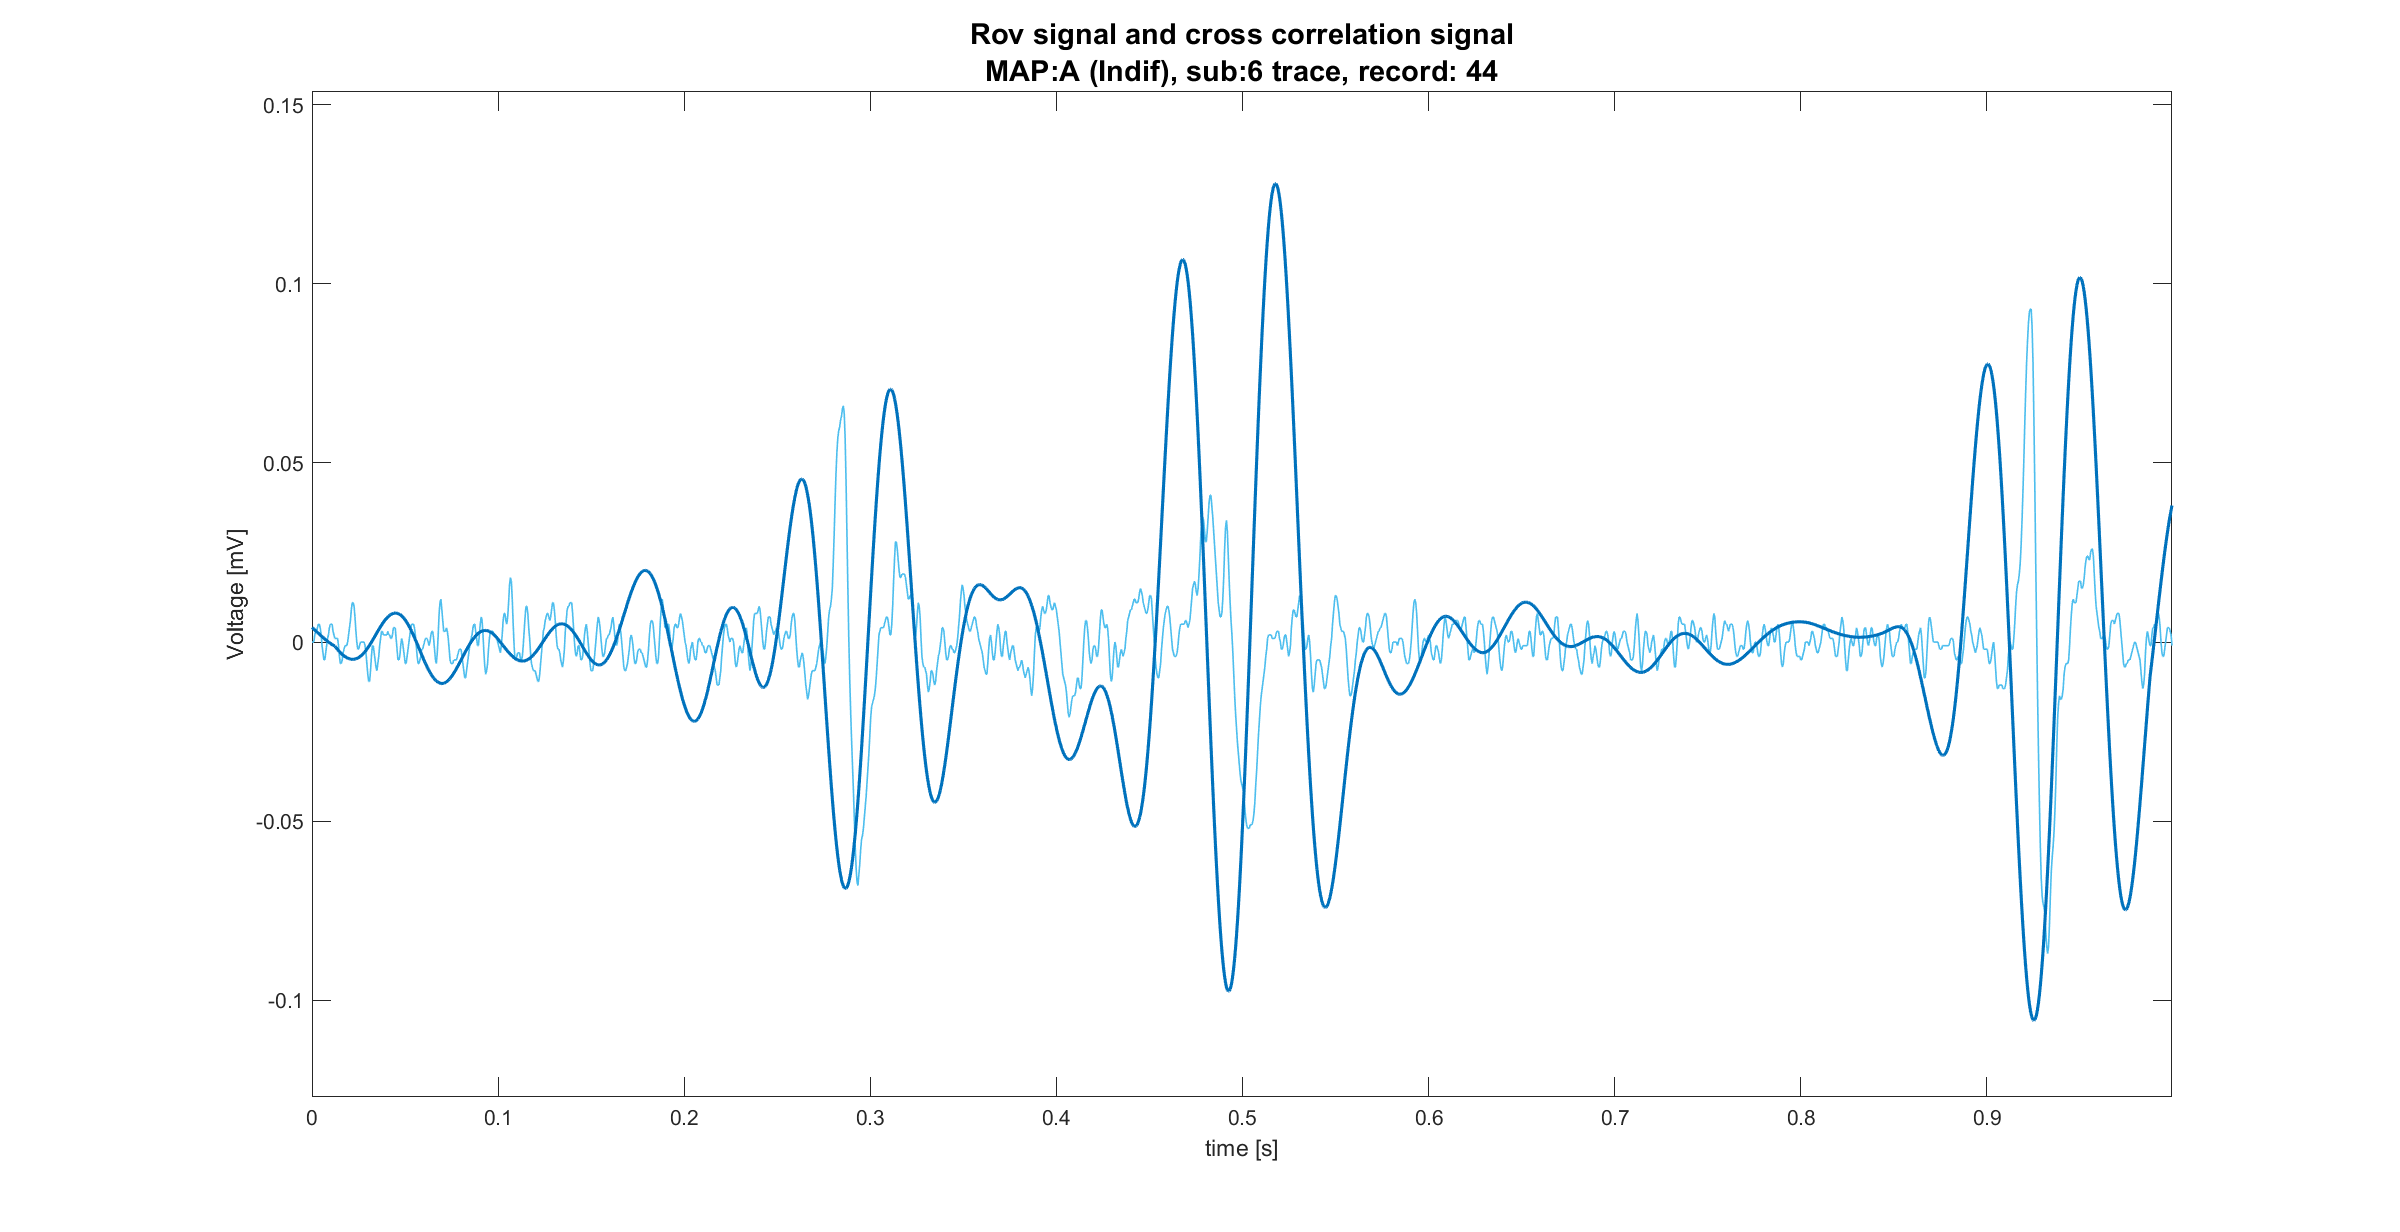 Rov signal and cross correlation signal
MAP:A (Indif), sub:6 trace, record: 44
0.15
0.1
0.05
0
-0.05
-0.1
Voltage [mV]
0 0.1 0.2 0.3 0.4 0.5 0.6 0.7 0.8 0.9
time [s]